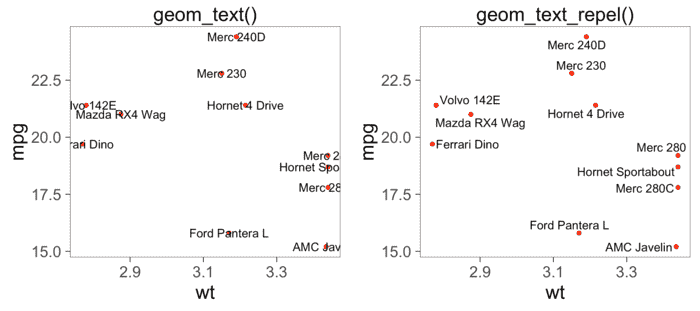 geom_text()
Merc 240D
Merc 230
22.5
lvo 142E
Hornet 4 Drive
Mazda RX4 Wag
mpg
20.0
rari Dino
Merc 2
Hornet Spo
17.5
Merc 28
Ford Pantera L
15.0
AMC Jav
2.9
3.1
3.3
wt
geom_text_repel()
Merc 240D
Merc 230
22.5
Volvo 142E
Hornet 4 Drive
Mazda RX4 Wag
mpg
20.0
Ferrari Dino
Merc 280
Hornet Sportabout
17.5
Merc 280C
Ford Pantera L
15.0
AMC Javelin
2.9
3.1
3.3
wt